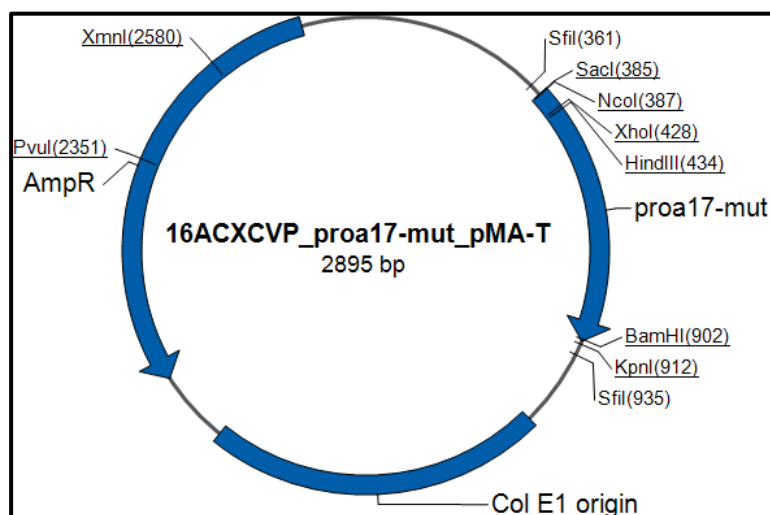 XmnI(2580)
SfiI(361)
SacI(385)
NcoI(387)
XhoI(428)
PvuI(2351)
HindIII(434)
AmpR
proa17-mut
16ACXCVP_proa17-mut_pMA-T
2895 bp
BamHI(902)
KpnI(912)
SfiI(935)
Col E1 origin